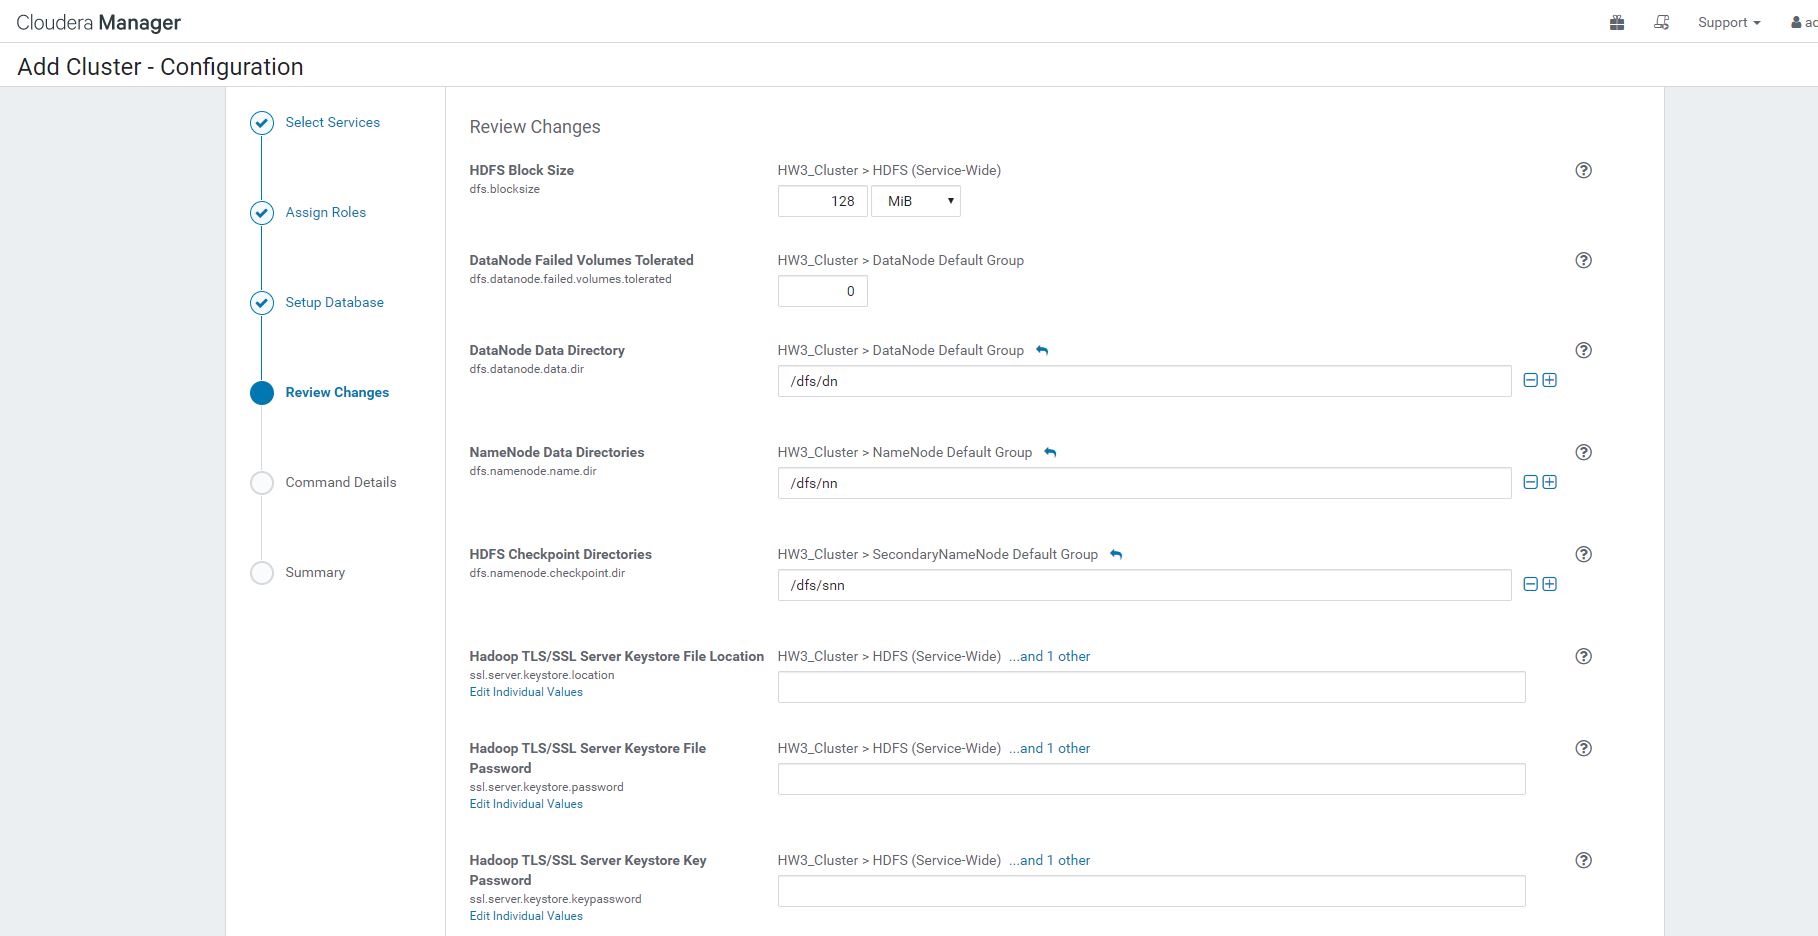 Cloudera Manager
Support
Add Cluster - Configuration
Select Services
Assign Roles
Setup Database
Review Changes
Command Details
Summary
Review Changes
HDFS Block Size
dfs.blocksize
HW3_Cluster > HDFS (Service-Wide)
128 MiB
DataNode Failed Volumes Tolerated
dfs.datanode.failed.volumes.tolerated
HW3_Cluster > DataNode Default Group
0
DataNode Data Directory
dfs.datanode.data.dir
HW3_Cluster > DataNode Default Group
/dfs/dn
NameNode Data Directories
dfs.namenode.name.dir
HW3_Cluster > NameNode Default Group
/dfs/nn
HDFS Checkpoint Directories
dfs.namenode.checkpoint.dir
HW3_Cluster > SecondaryNameNode Default Group
/dfs/snn
Hadoop TLS/SSL Server Keystore File Location
ssl.server.keystore.location
Edit Individual Values
HW3_Cluster > HDFS (Service-Wide) ...and 1 other
Hadoop TLS/SSL Server Keystore File
Password
ssl.server.keystore.password
Edit Individual Values
HW3_Cluster > HDFS (Service-Wide) ...and 1 other
Hadoop TLS/SSL Server Keystore Key
Password
ssl.server.keystore.keypassword
Edit Individual Values
HW3_Cluster > HDFS (Service-Wide) ...and 1 other